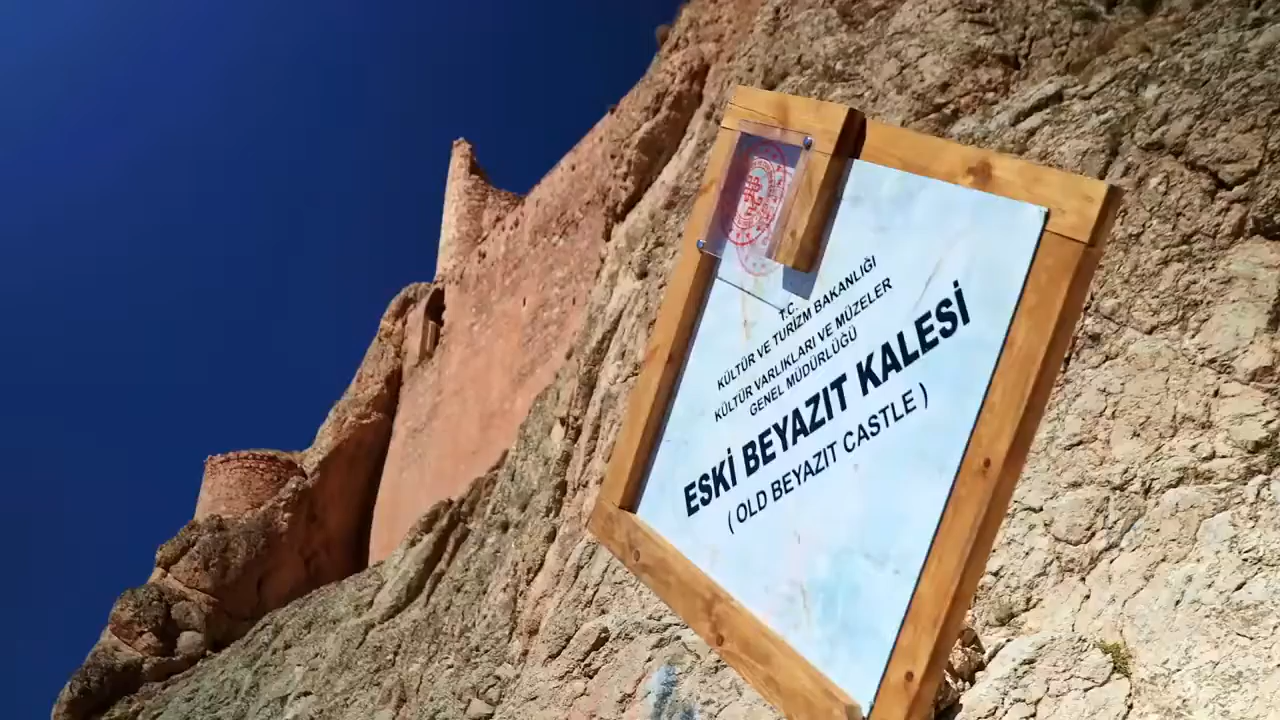 T.C.
KÜLTÜR VE TURİZM BAKANLIĞI
KÜLTÜR VARLIKLARI VE MÜZELER
GENEL MÜDÜRLÜĞÜ
ESKİ BEYAZIT KALESİ
( OLD BEYAZIT CASTLE )